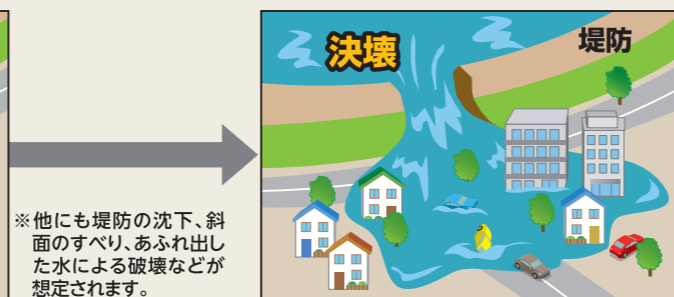 決壊
堤防
※他にも堤防の沈下、斜
面のすべり、あふれ出し
た水による破壊などが
想定されます。